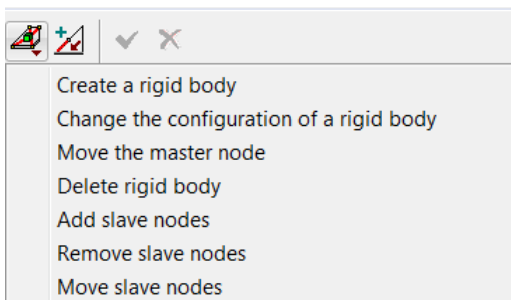 Create a rigid body
Change the configuration of a rigid body
Move the master node
Delete rigid body
Add slave nodes
Remove slave nodes
Move slave nodes